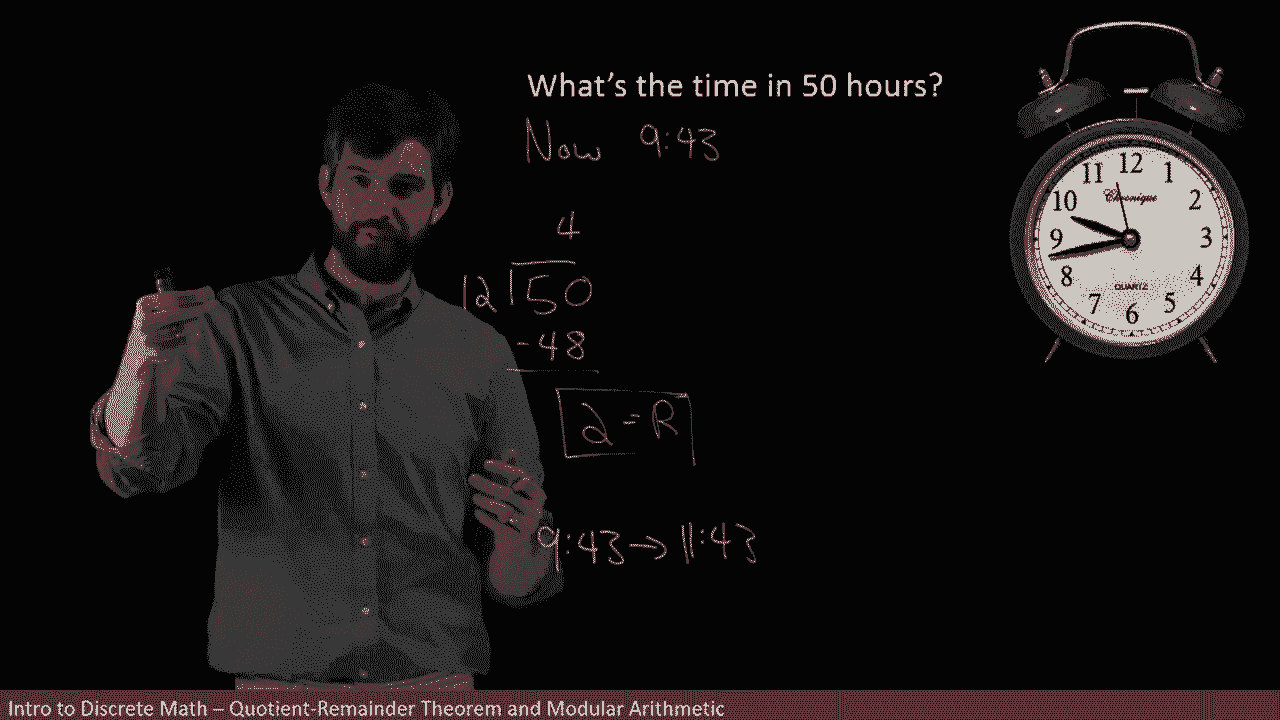 What's the time in 50 hours?
Now 9:43
4
12 50
-48
2 = R
9:43 → 11:43
12
11 1
10 2
Chronique
9 3
8 4
QUARTZ
7 5
6
Intro to Discrete Math – Quotient-Remainder Theorem and Modular Arithmetic